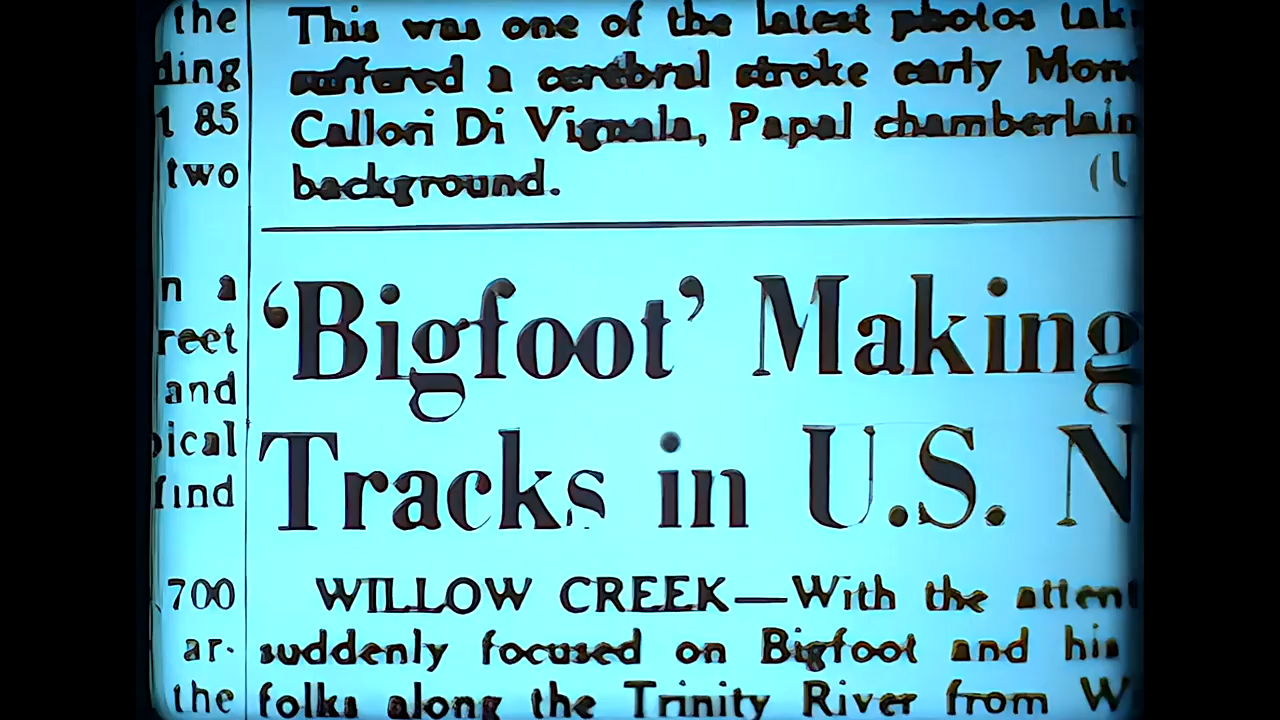 the
ding
t 85
two
n a
reet
and
pical
find
700
ar-
the
This was one of the latest photos tak
suffered a cerebral stroke early Mon
Callori Di Vignala, Papal chamberlain
background.
(U
‘Bigfoot’ Making
Tracks in U.S. N
WILLOW CREEK—With the attent
suddenly focused on Bigfoot and his
folks along the Trinity River from W